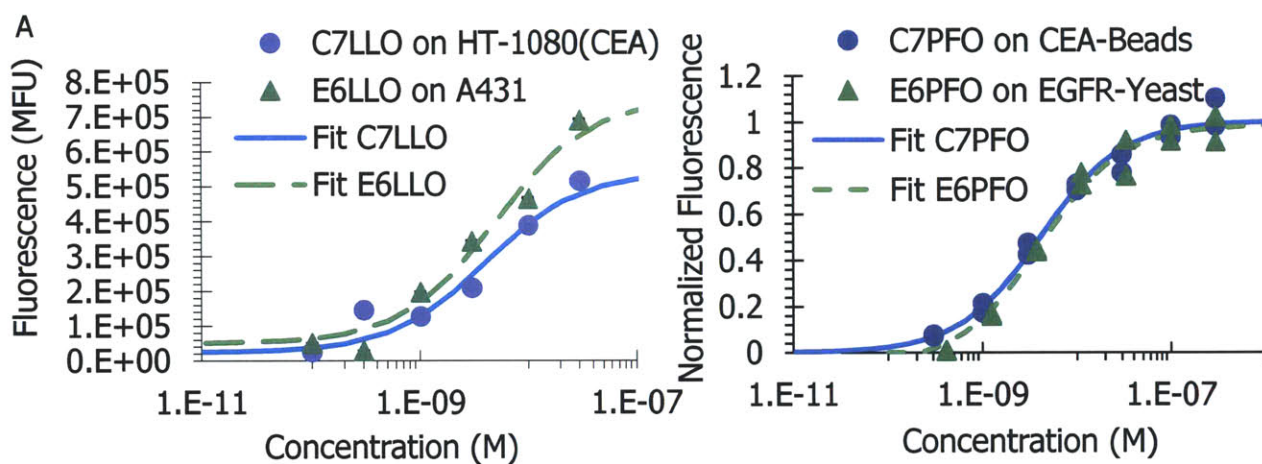 A
C7LLO on HT-1080(CEA)
E6LLO on A431
Fit C7LLO
Fit E6LLO
Fluorescence (MFU)
8.E+05
7.E+05
6.E+05
5.E+05
4.E+05
3.E+05
2.E+05
1.E+05
0.E+00
1.E-11
1.E-09
1.E-07
Concentration (M)
C7PFO on CEA-Beads
E6PFO on EGFR-Yeast
Fit C7PFO
Fit E6PFO
Normalized Fluorescence
1.2
1
0.8
0.6
0.4
0.2
0
1.E-11
1.E-09
1.E-07
Concentration (M)